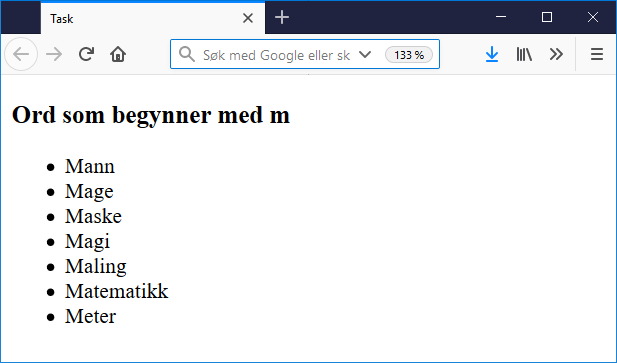 Task
Søk med Google eller sk
133 %
Ord som begynner med m
Mann
Mage
Maske
Magi
Maling
Matematikk
Meter